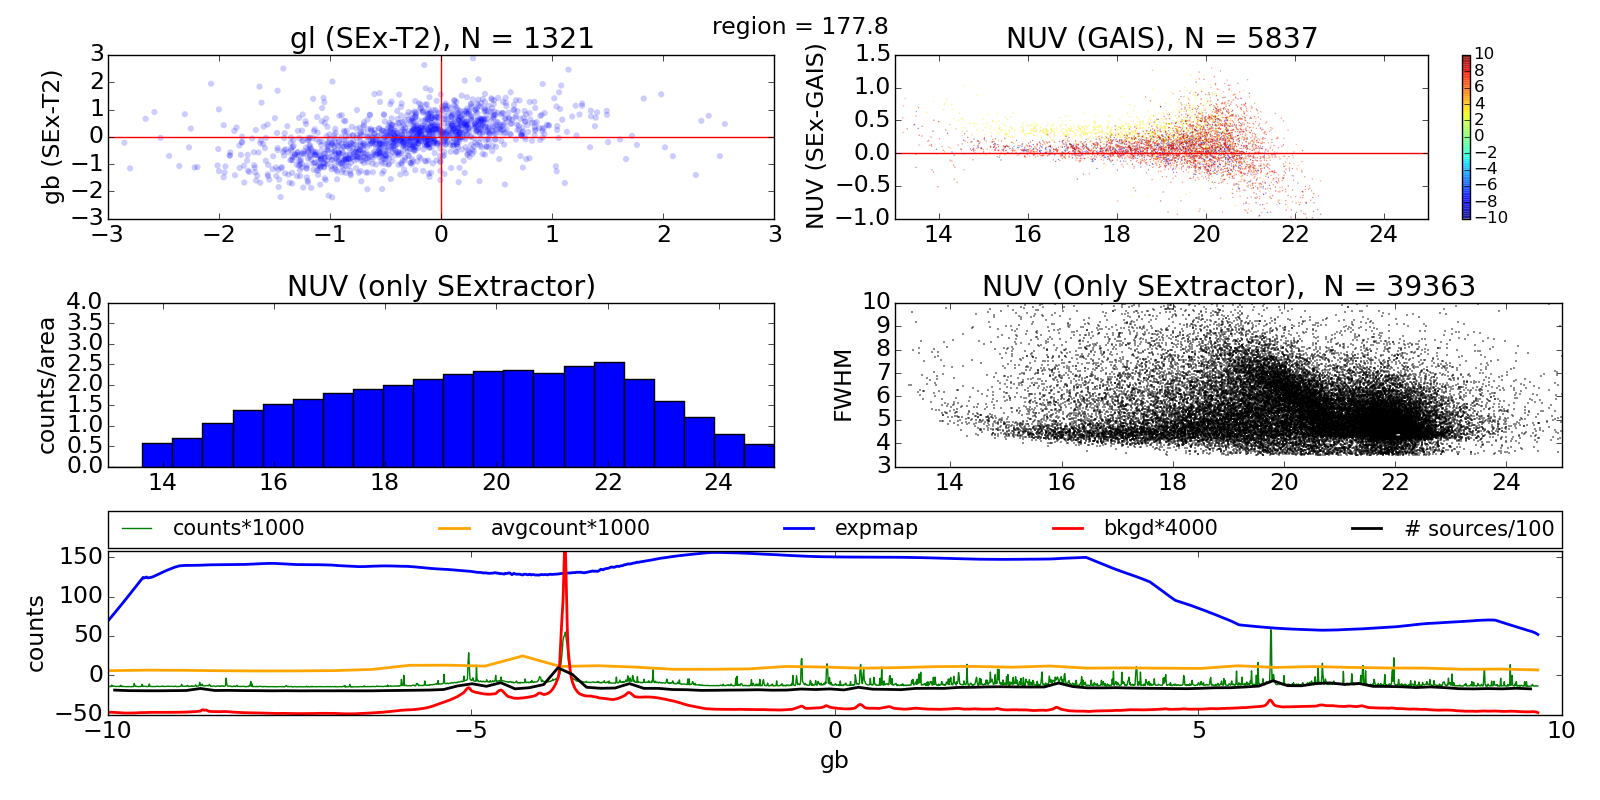 region = 177.8
gl (SEx-T2), N = 1321
gb (SEx-T2)
3
2
1
0
−1
−2
−3
−3 −2 −1 0 1 2 3
NUV (GAIS), N = 5837
NUV (SEx-GAIS)
1.5
1.0
0.5
0.0
−0.5
−1.0
14 16 18 20 22 24
10
8
6
4
2
0
−2
−4
−6
−8
−10
NUV (only SExtractor)
counts/area
4.0
3.5
3.0
2.5
2.0
1.5
1.0
0.5
0.0
14 16 18 20 22 24
NUV (Only SExtractor),  N = 39363
FWHM
10
9
8
7
6
5
4
3
14 16 18 20 22 24
counts*1000 avgcount*1000 expmap bkgd*4000 # sources/100
counts
150
100
50
0
−50
−10 −5 0 5 10
gb